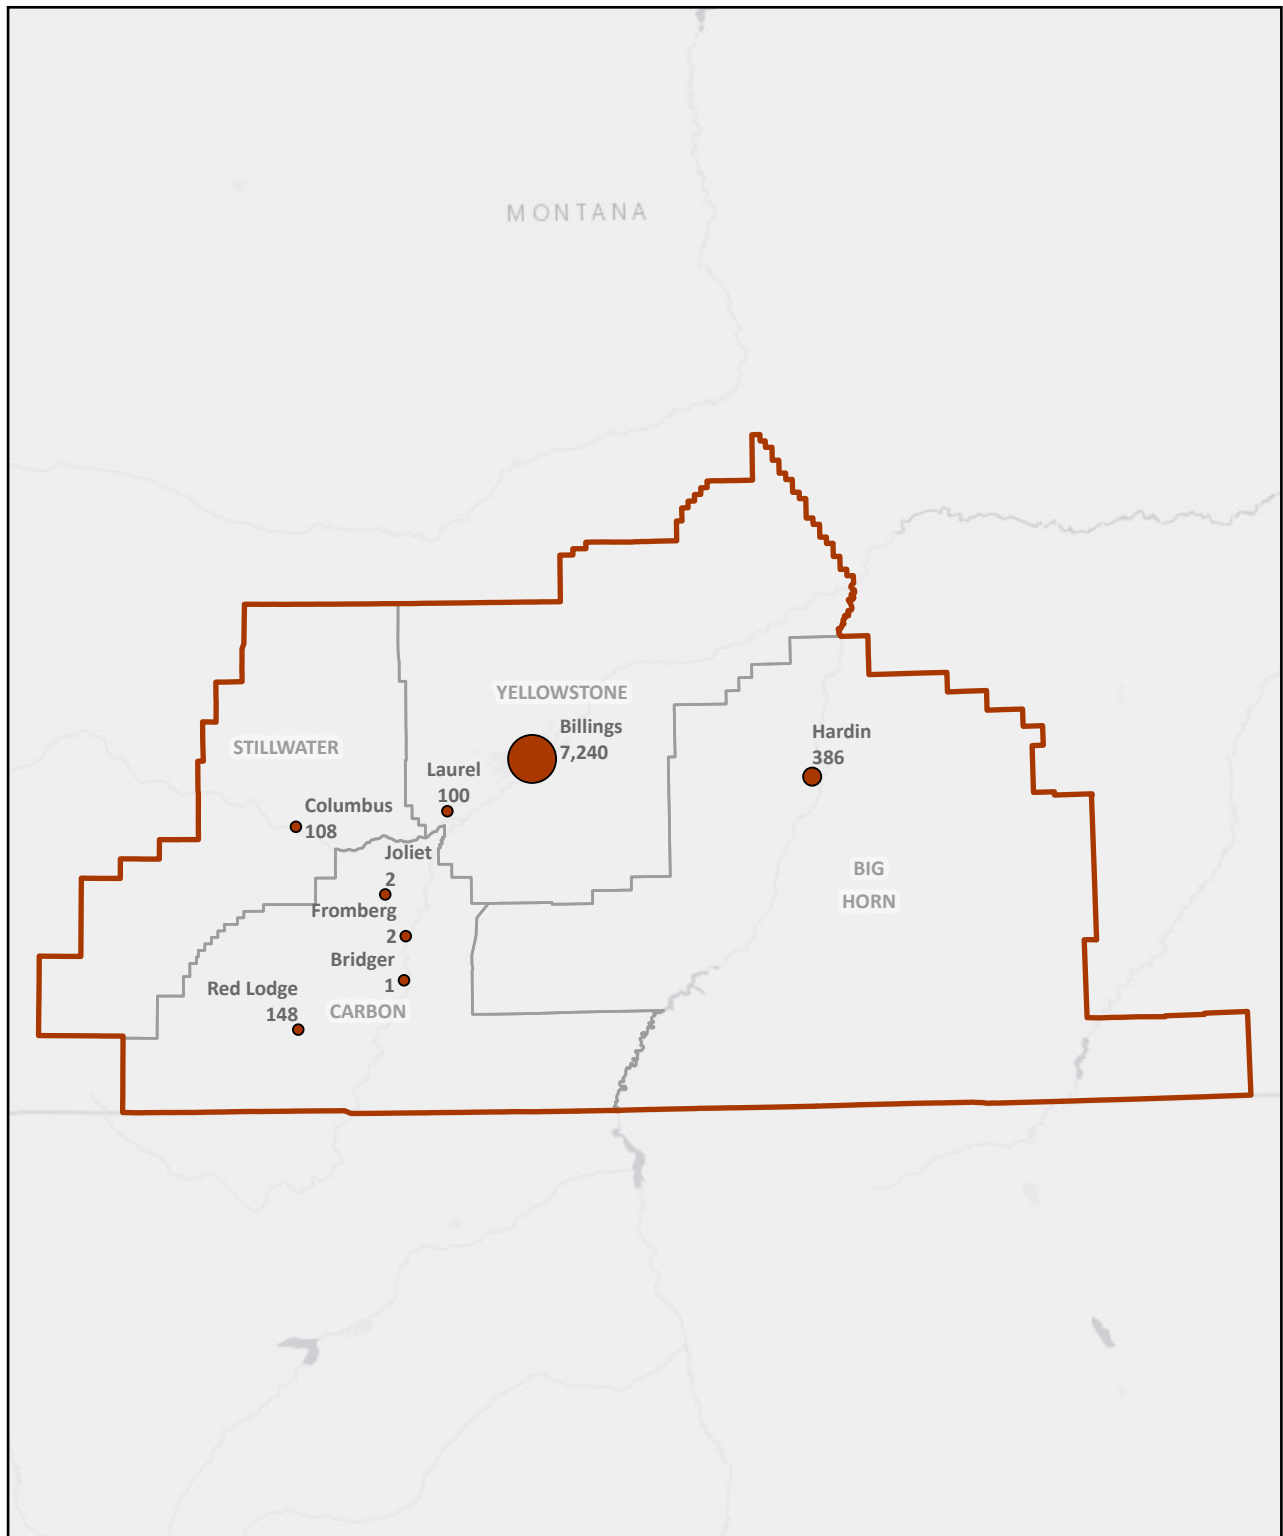 MONTANA
YELLOWSTONE
Billings
7,240
Hardin
386
STILLWATER
Laurel
100
Columbus
108
Joliet
2
BIG
HORN
Fromberg
2
Bridger
1
Red Lodge
148
CARBON